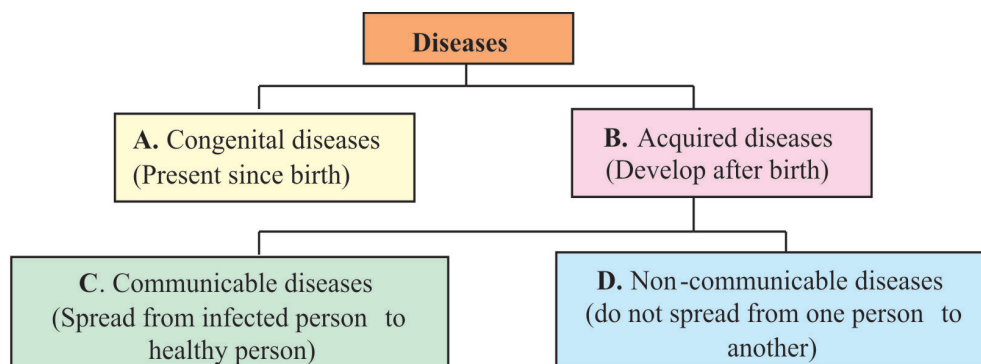 Diseases
A. Congenital diseases
(Present since birth)
B. Acquired diseases
(Develop after birth)
C. Communicable diseases
(Spread from infected person to
healthy person)
D. Non-communicable diseases
(do not spread from one person to
another)